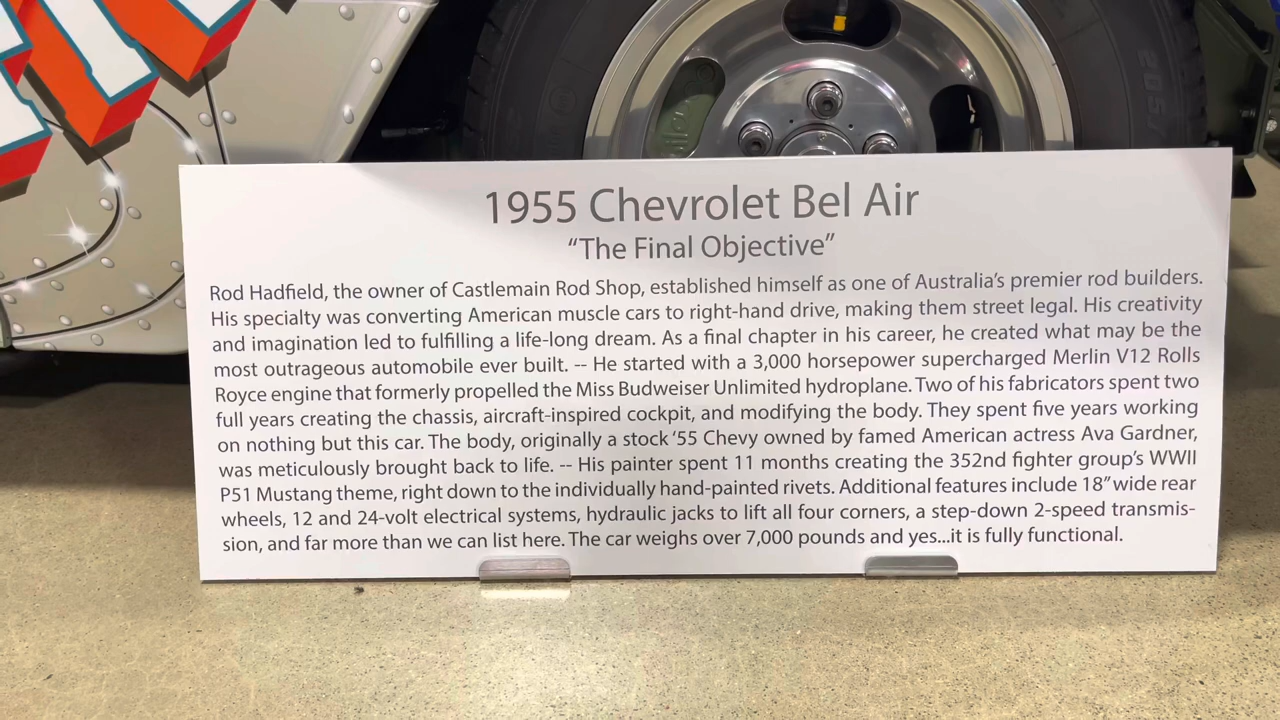 1955 Chevrolet Bel Air
“The Final Objective”
Rod Hadfield, the owner of Castlemain Rod Shop, established himself as one of Australia’s premier rod builders.
His specialty was converting American muscle cars to right-hand drive, making them street legal. His creativity
and imagination led to fulfilling a life-long dream. As a final chapter in his career, he created what may be the
most outrageous automobile ever built. -- He started with a 3,000 horsepower supercharged Merlin V12 Rolls
Royce engine that formerly propelled the Miss Budweiser Unlimited hydroplane. Two of his fabricators spent two
full years creating the chassis, aircraft-inspired cockpit, and modifying the body. They spent five years working
on nothing but this car. The body, originally a stock ‘55 Chevy owned by famed American actress Ava Gardner,
was meticulously brought back to life. -- His painter spent 11 months creating the 352nd fighter group’s WWII
P51 Mustang theme, right down to the individually hand-painted rivets. Additional features include 18” wide rear
wheels, 12 and 24-volt electrical systems, hydraulic jacks to lift all four corners, a step-down 2-speed transmis-
sion, and far more than we can list here. The car weighs over 7,000 pounds and yes...it is fully functional.